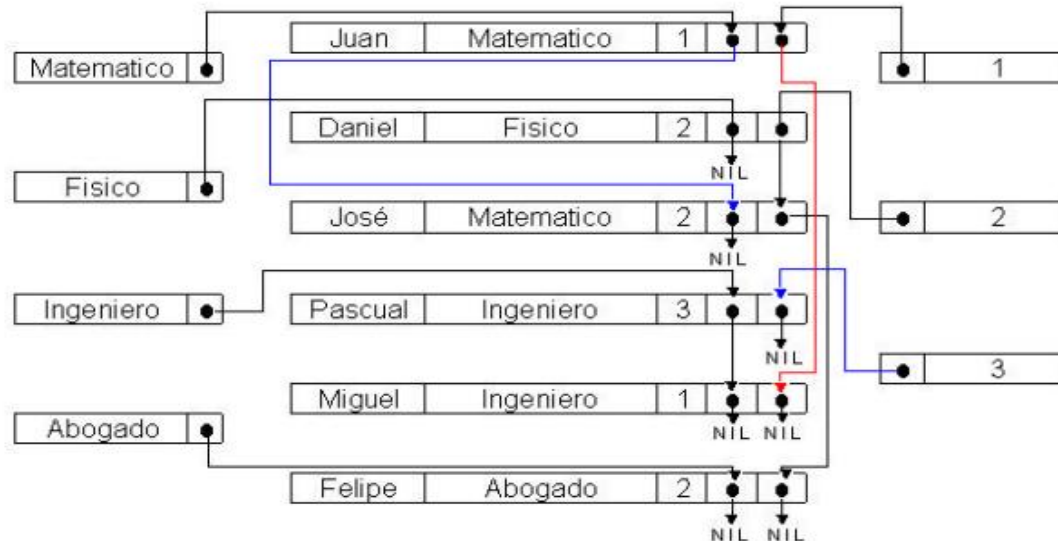 Juan Matematico 1
Matematico 1
Daniel Fisico 2
NIL
Fisico
José Matematico 2 2
NIL
Ingeniero Pascual Ingeniero 3
NIL
3
Miguel Ingeniero 1
Abogado NIL NIL
Felipe Abogado 2
NIL NIL